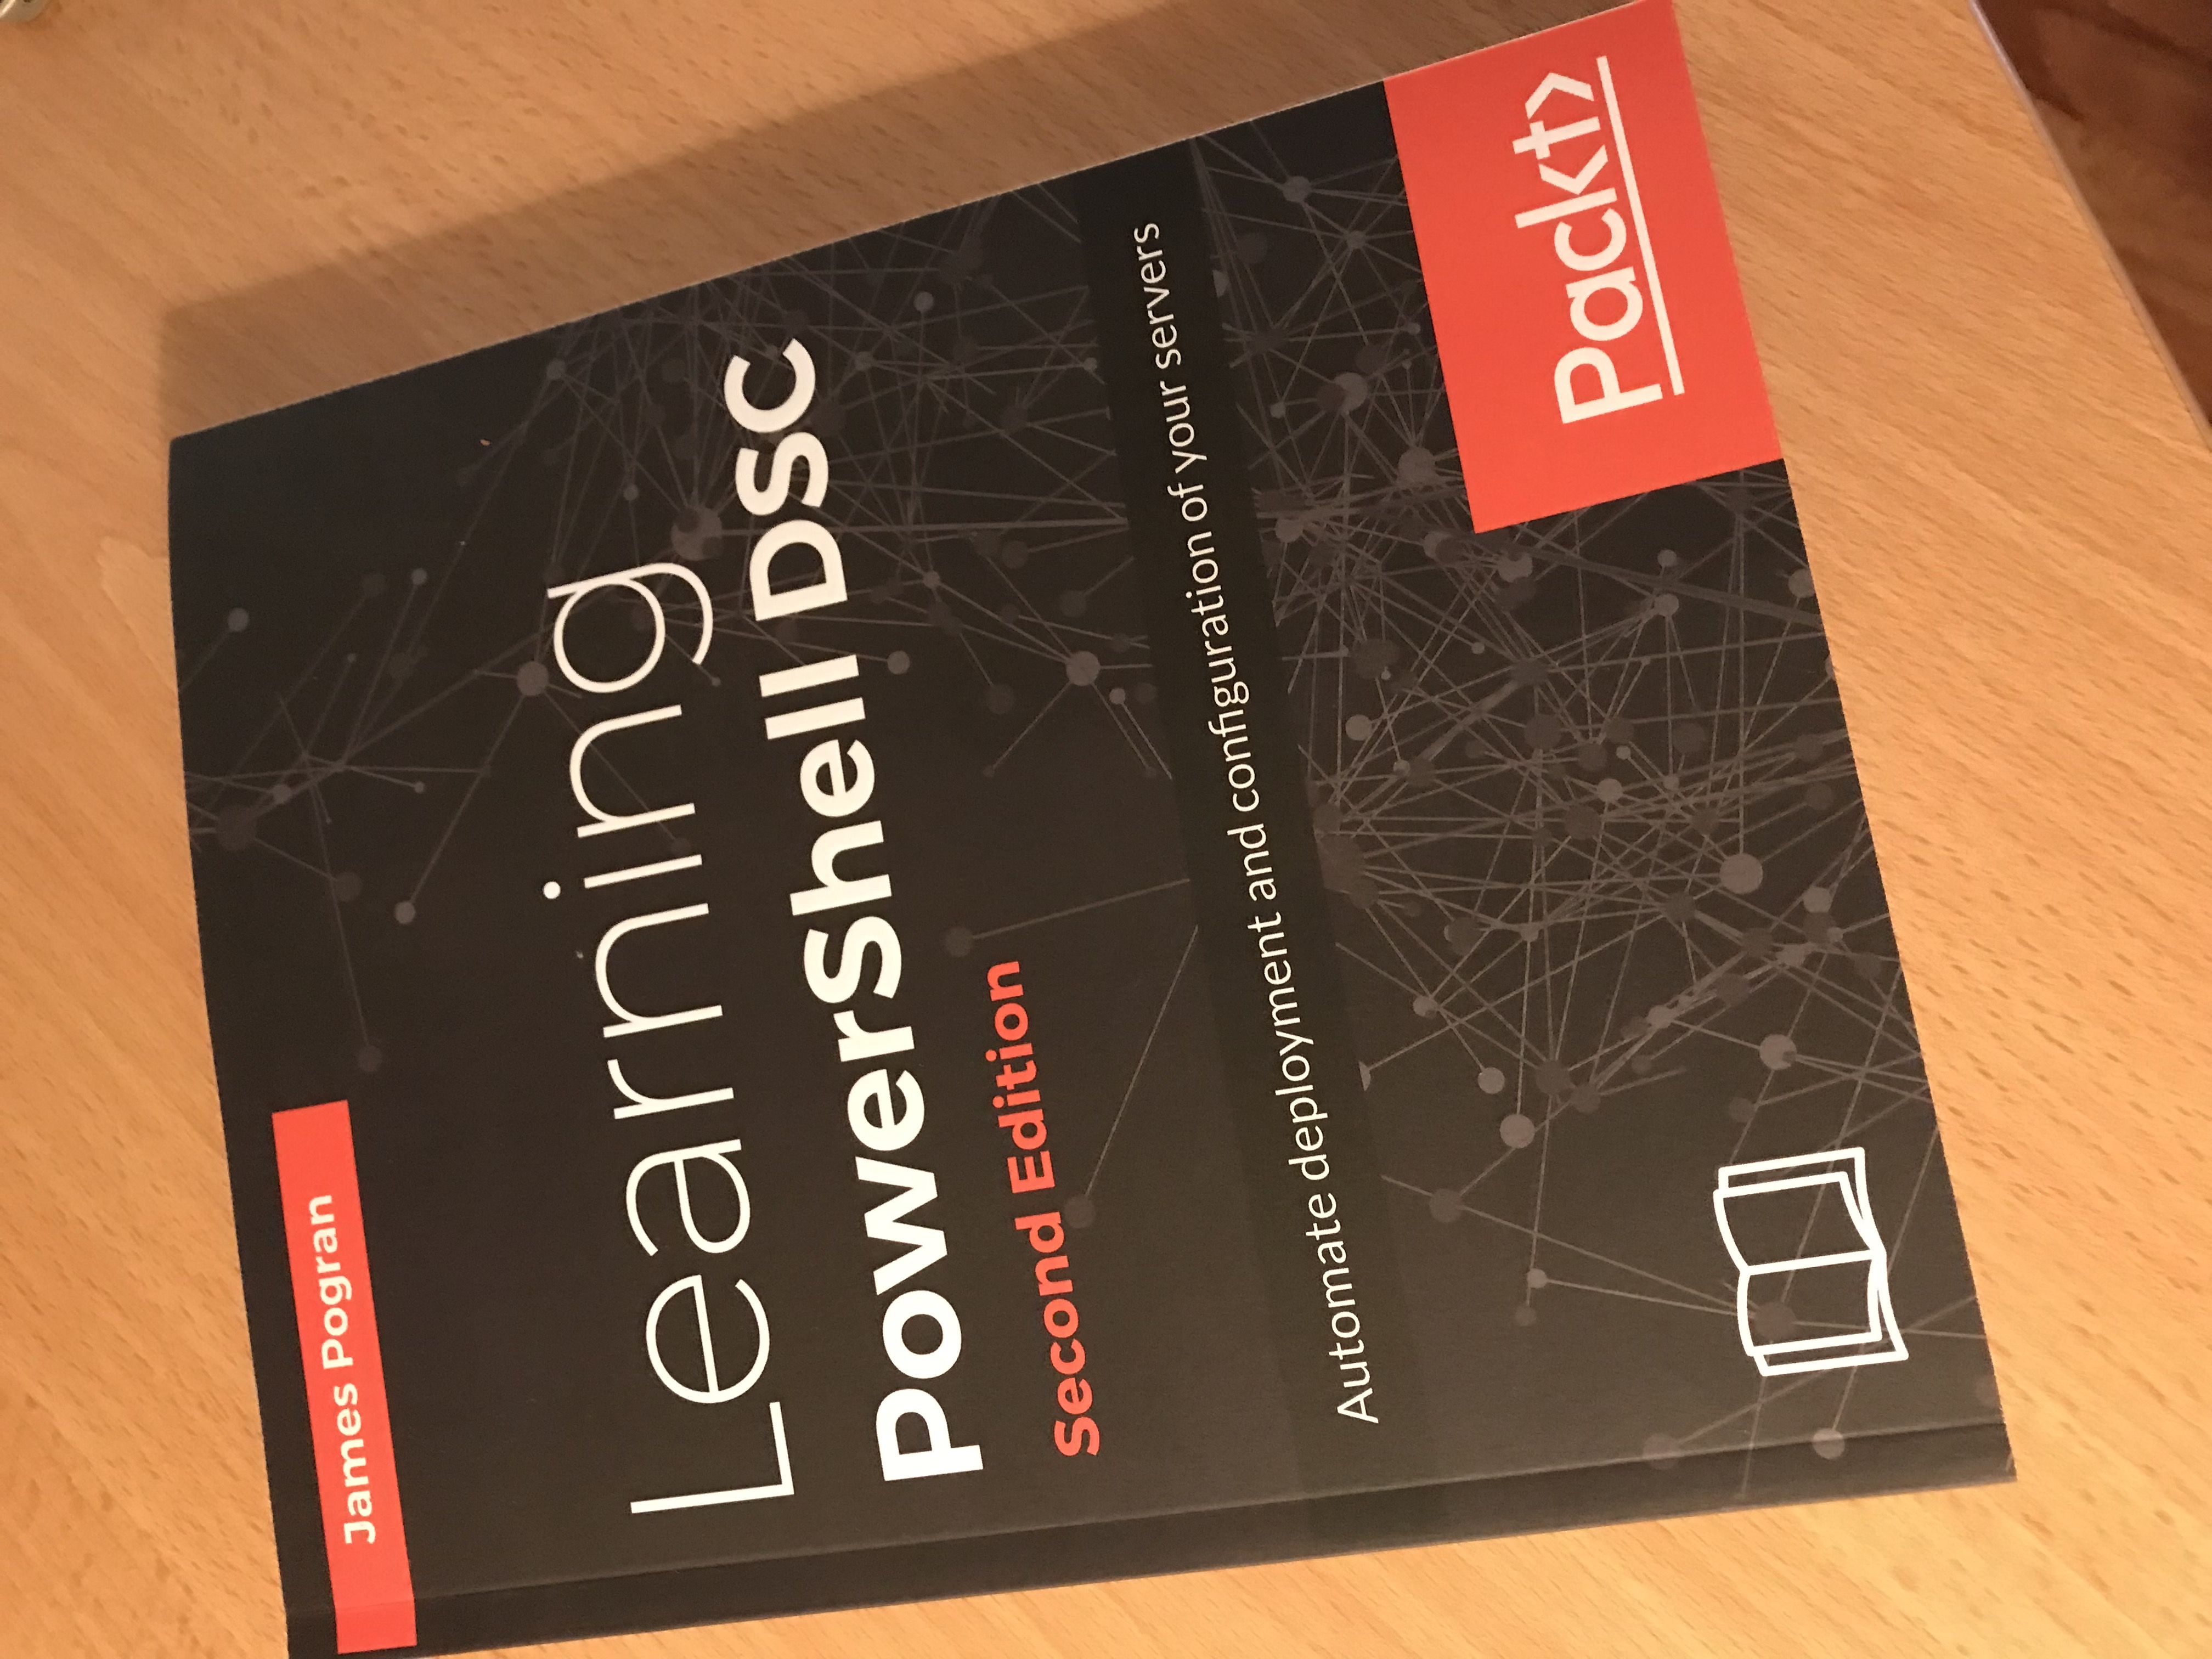 James Pogran
Learning
PowerShell DSC
Second Edition
Automate deployment and configuration of your servers
Packt>